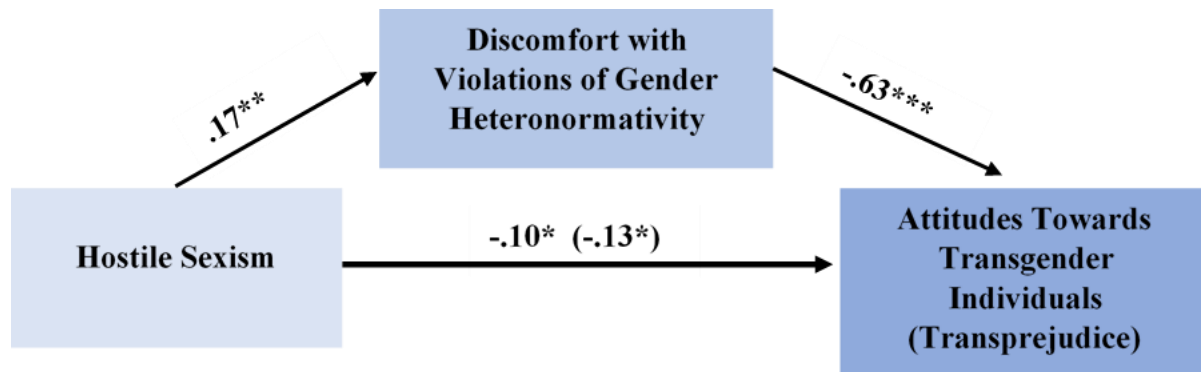 Discomfort with
Violations of Gender
Heteronormativity
.17**
-.63***
Hostile Sexism
-.10* (-.13*)
Attitudes Towards
Transgender
Individuals
(Transprejudice)